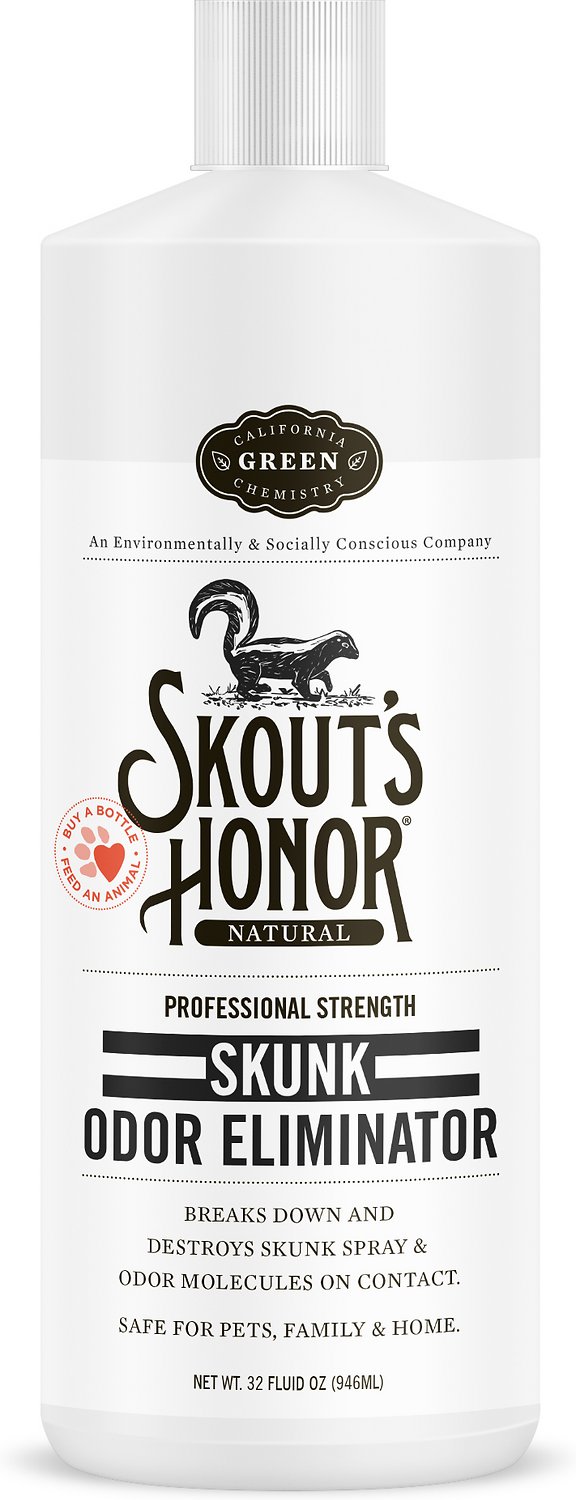 CALIFORNIA
GREEN
CHEMISTRY
An Environmentally & Socially Conscious Company
SKOUT'S
HONOR®
NATURAL
BUY A BOTTLE
FEED AN ANIMAL
PROFESSIONAL STRENGTH
SKUNK
ODOR ELIMINATOR
BREAKS DOWN AND
DESTROYS SKUNK SPRAY &
ODOR MOLECULES ON CONTACT.
SAFE FOR PETS, FAMILY & HOME.
NET WT. 32 FLUID OZ (946ML)